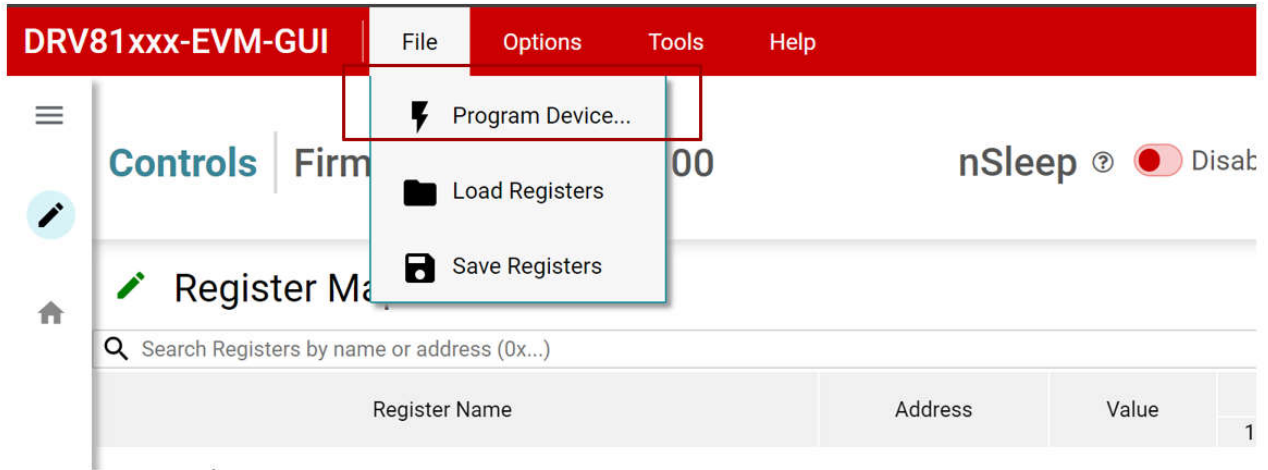 DRV81xxx-EVM-GUI File Options Tools Help
Program Device...
Controls Firm 00 nSleep Disab
Load Registers
Save Registers
Register Ma
Search Registers by name or address (0x...)
Register Name Address Value
1